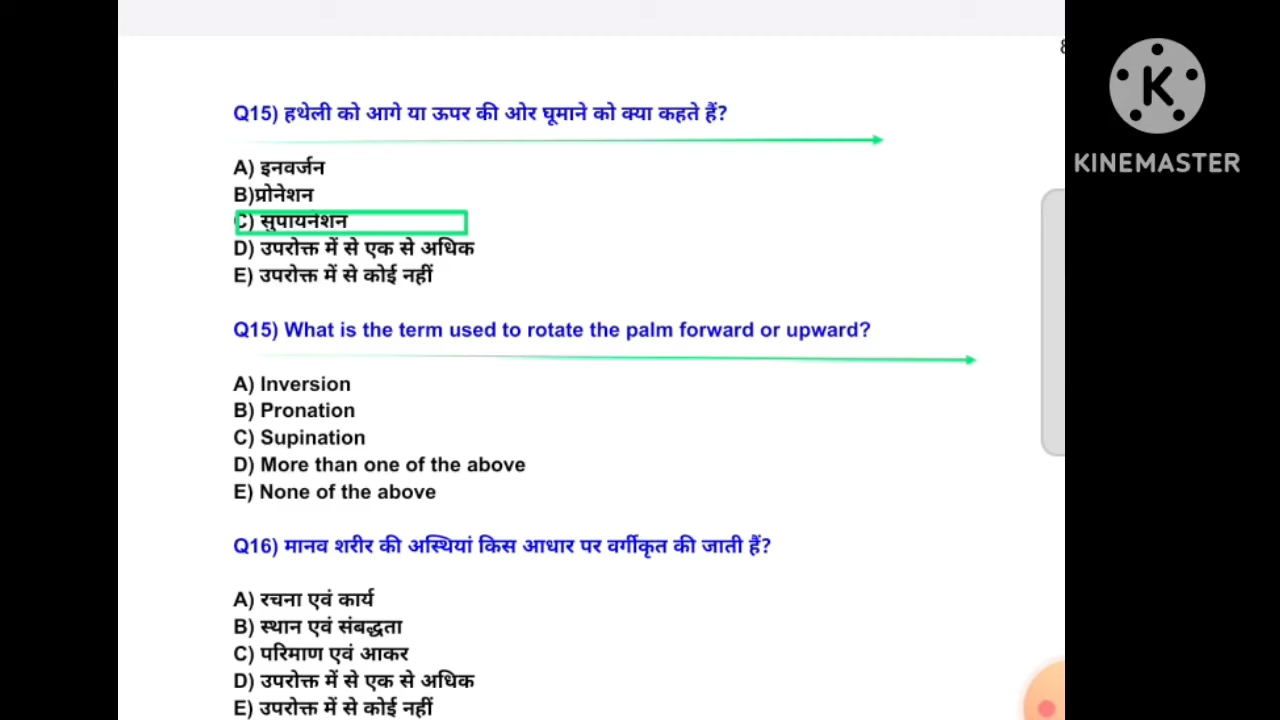 8
Q15) हथेली को आगे या ऊपर की ओर घूमाने को क्या कहते हैं?
A) इनवर्जन
B)प्रोनेशन
C) सुपायनेशन
D) उपरोक्त में से एक से अधिक
E) उपरोक्त में से कोई नहीं
Q15) What is the term used to rotate the palm forward or upward?
A) Inversion
B) Pronation
C) Supination
D) More than one of the above
E) None of the above
Q16) मानव शरीर की अस्थियां किस आधार पर वर्गीकृत की जाती हैं?
A) रचना एवं कार्य
B) स्थान एवं संबद्धता
C) परिमाण एवं आकर
D) उपरोक्त में से एक से अधिक
E) उपरोक्त में से कोई नहीं
K
KINEMASTER